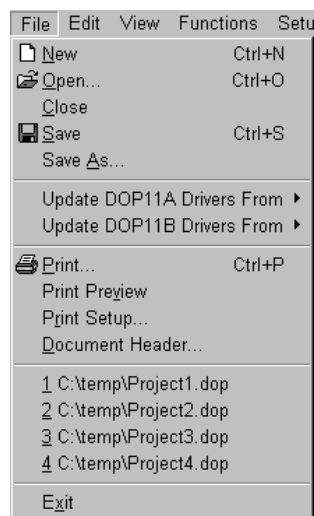 File Edit View Functions Setu
New Ctrl+N
Open... Ctrl+O
Close
Save Ctrl+S
Save As...
Update DOP11A Drivers From
Update DOP11B Drivers From
Print... Ctrl+P
Print Preview
Print Setup...
Document Header...
1 C:\temp\Project1.dop
2 C:\temp\Project2.dop
3 C:\temp\Project3.dop
4 C:\temp\Project4.dop
Exit